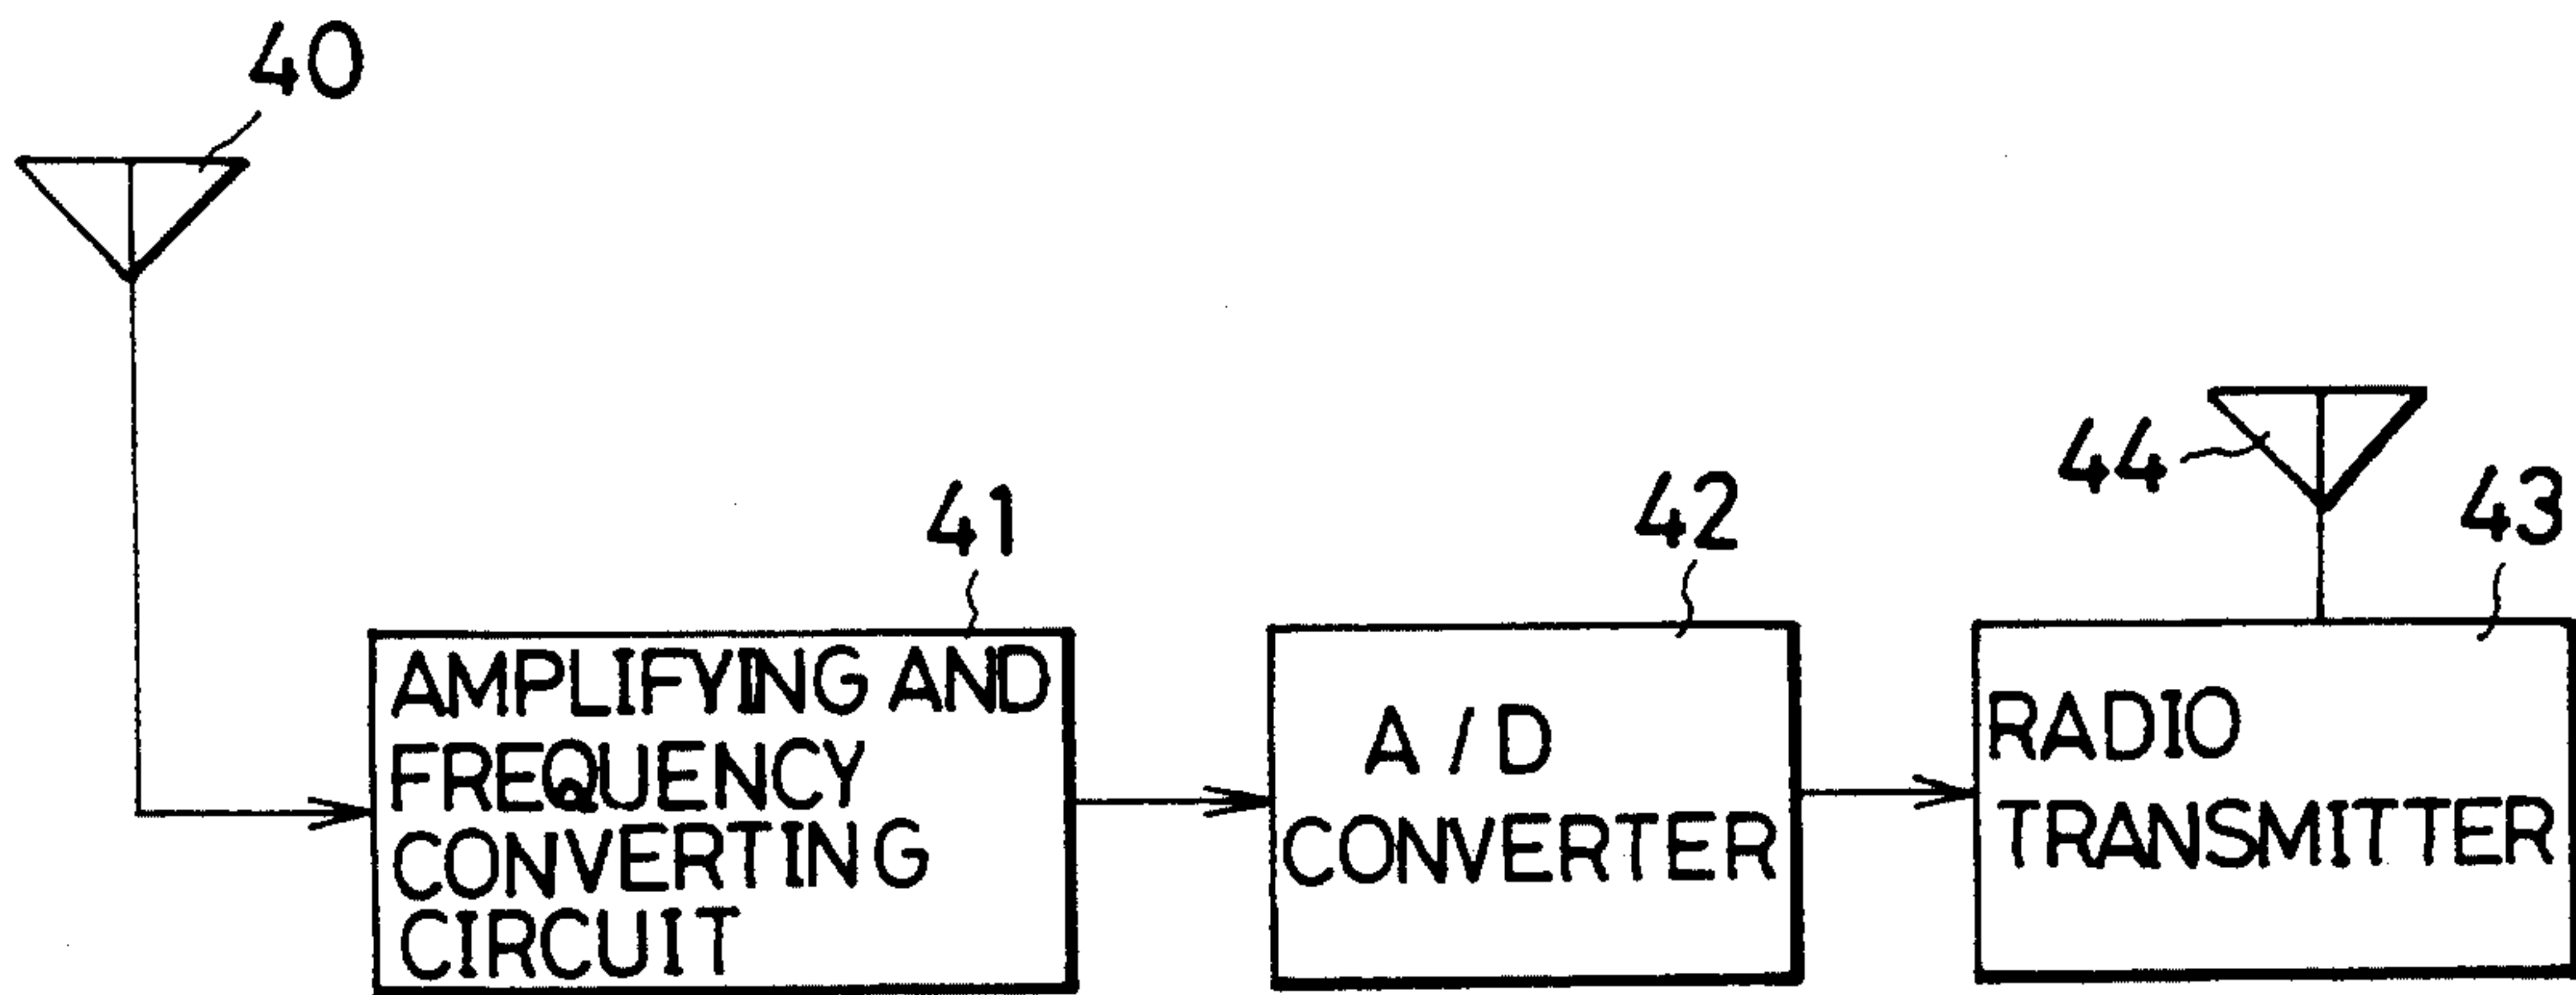 40
41
42
44
43
AMPLIFYING AND
FREQUENCY
CONVERTING
CIRCUIT
A/D
CONVERTER
RADIO
TRANSMITTER